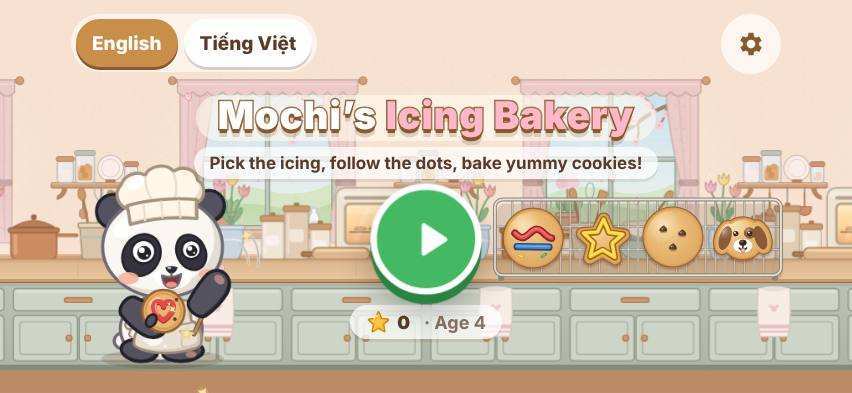 English
Tiếng Việt
Mochi's Icing Bakery
Pick the icing, follow the dots, bake yummy cookies!
0 · Age 4